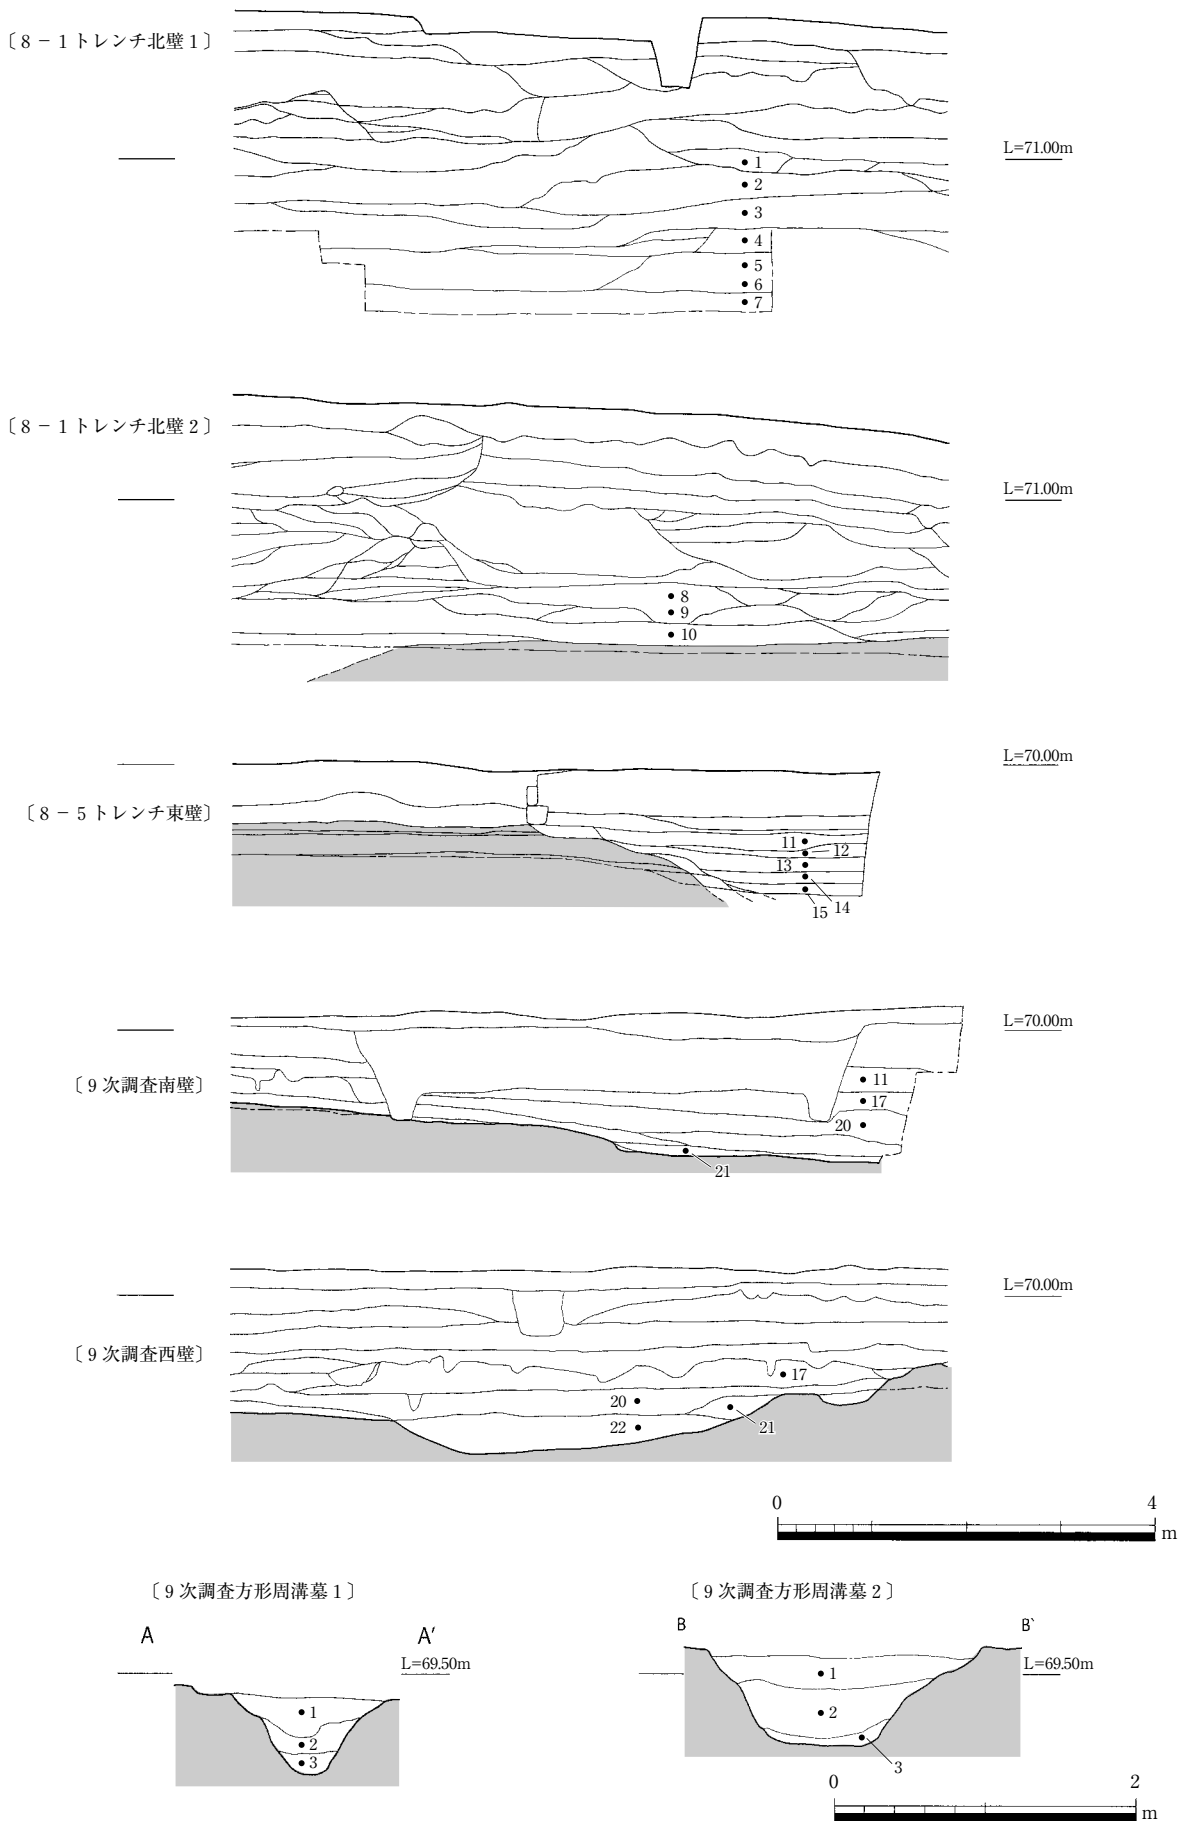 〔8－1トレンチ北壁1〕
L=71.00m
1
2
3
4
5
6
7
〔8－1トレンチ北壁2〕
L=71.00m
8
9
10
L=70.00m
〔8－5トレンチ東壁〕
11
12
13
14
15
L=70.00m
〔9次調査南壁〕
11
17
20
21
L=70.00m
〔9次調査西壁〕
17
20
21
22
0 4
m
〔9次調査方形周溝墓1〕
A A′
L=69.50m
1
2
3
〔9次調査方形周溝墓2〕
B B`
L=69.50m
1
2
3
0 2
m